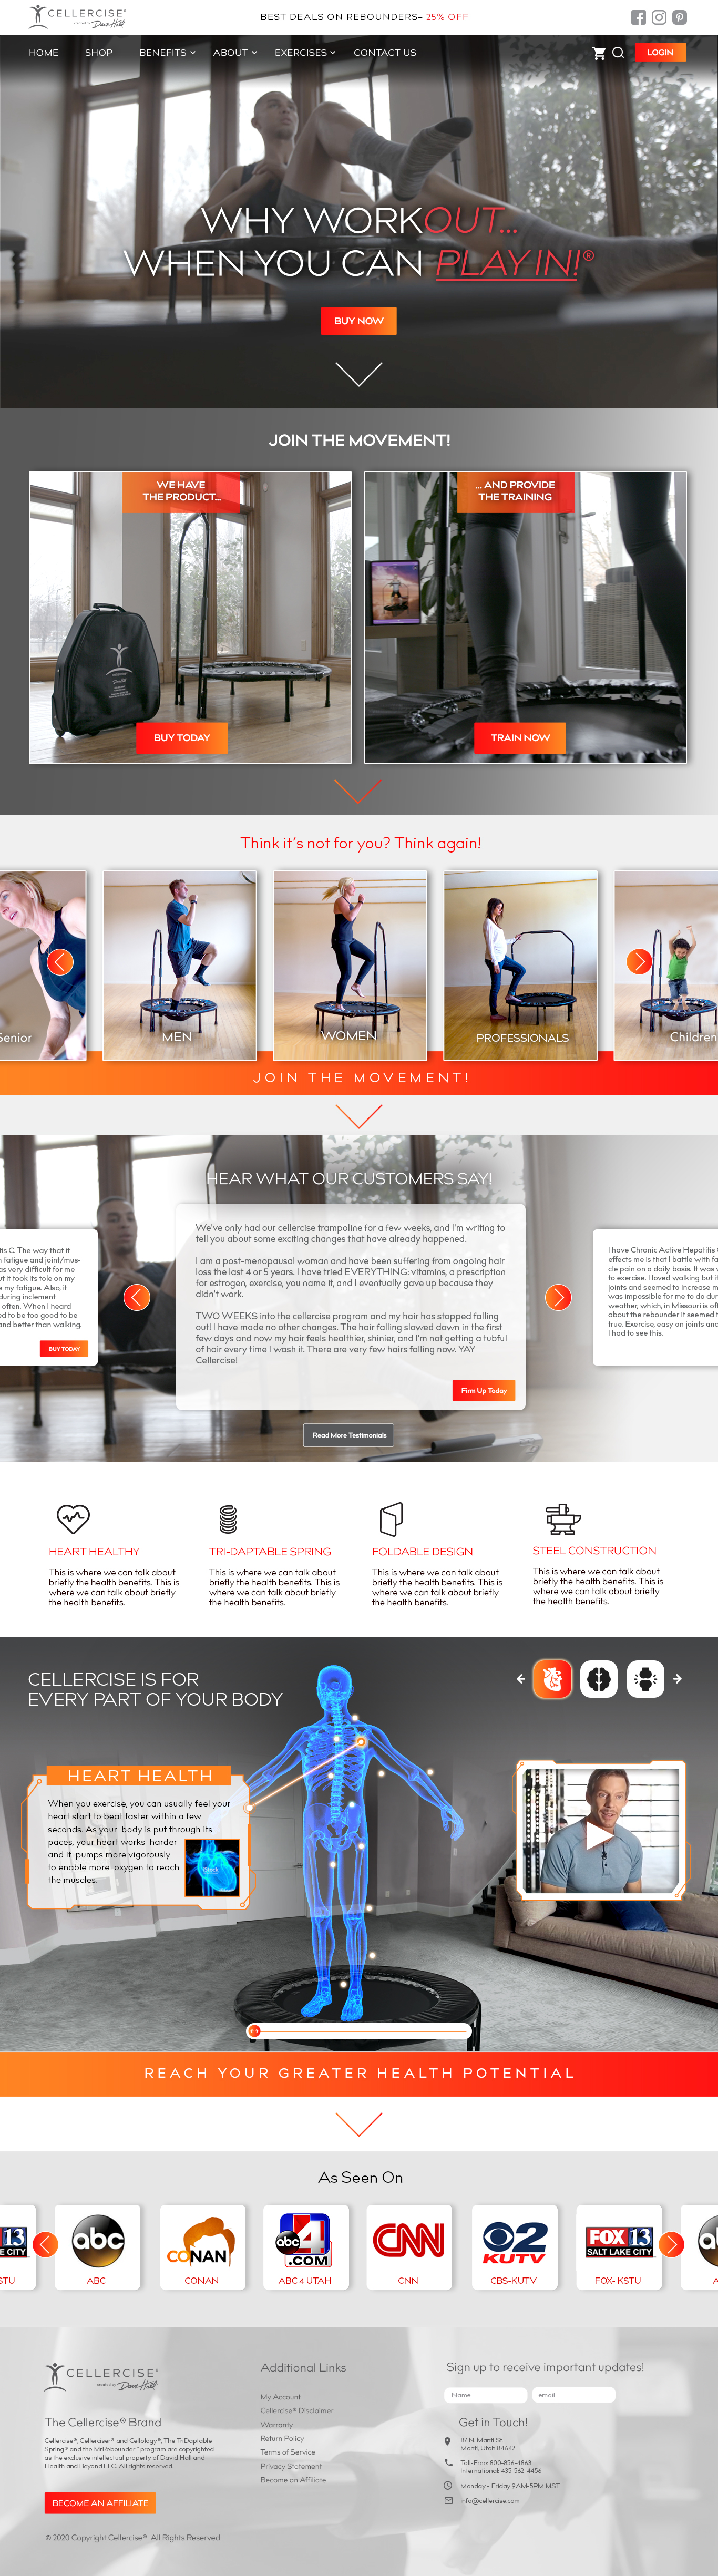 CELLERCISE®
created by Dave Hall
BEST DEALS ON REBOUNDERS– 25% OFF
HOME SHOP BENEFITS ABOUT EXERCISES CONTACT US
LOGIN
WHY WORKOUT...
WHEN YOU CAN PLAY IN!®
BUY NOW
JOIN THE MOVEMENT!
WE HAVE
THE PRODUCT...
... AND PROVIDE
THE TRAINING
BUY TODAY
TRAIN NOW
Think it's not for you? Think again!
Senior
MEN
WOMEN
PROFESSIONALS
Children
JOIN THE MOVEMENT!
HEAR WHAT OUR CUSTOMERS SAY!
tis C. The way that it
n fatigue and joint/mus-
as very difficult for me
ut it took its tole on my
e my fatigue. Also, it
during inclement
often. When I heard
ed to be too good to be
and better than walking.
BUY TODAY
We've only had our cellercise trampoline for a few weeks, and I'm writing to
tell you about some exciting changes that have already happened.
I am a post-menopausal woman and have been suffering from ongoing hair
loss the last 4 or 5 years. I have tried EVERYTHING: vitamins, a prescription
for estrogen, exercise, you name it, and I eventually gave up because they
didn't work.
TWO WEEKS into the cellercise program and my hair has stopped falling
out! I have made no other changes. The hair falling slowed down in the first
few days and now my hair feels healthier, shinier, and I'm not getting a tubful
of hair every time I wash it. There are very few hairs falling now. YAY
Cellercise!
Firm Up Today
I have Chronic Active Hepatitis
effects me is that I battle with fa
cle pain on a daily basis. It was v
to exercise. I loved walking but it
joints and seemed to increase m
was impossible for me to do du
weather, which, in Missouri is of
about the rebounder it seemed t
true. Exercise, easy on joints an
I had to see this.
Read More Testimonials
HEART HEALTHY
This is where we can talk about
briefly the health benefits. This is
where we can talk about briefly
the health benefits.
TRI-DAPTABLE SPRING
This is where we can talk about
briefly the health benefits. This is
where we can talk about briefly
the health benefits.
FOLDABLE DESIGN
This is where we can talk about
briefly the health benefits. This is
where we can talk about briefly
the health benefits.
STEEL CONSTRUCTION
This is where we can talk about
briefly the health benefits. This is
where we can talk about briefly
the health benefits.
CELLERCISE IS FOR
EVERY PART OF YOUR BODY
HEART HEALTH
When you exercise, you can usually feel your
heart start to beat faster within a few
seconds. As your body is put through its
paces, your heart works harder
and it pumps more vigorously
to enable more oxygen to reach
the muscles.
REACH YOUR GREATER HEALTH POTENTIAL
As Seen On
13
KE CITY
STU
abc
ABC
CONAN
CONAN
abc 4
.COM
ABC 4 UTAH
CNN
CNN
2
KUTV
CBS-KUTV
FOX 13
SALT LAKE CITY
FOX- KSTU
CELLERCISE®
created by Dave Hall
The Cellercise® Brand
Cellercise®, Cellerciser® and Cellology®, The TriDaptable
Spring® and the MrRebounder™ program are copyrighted
as the exclusive intellectual property of David Hall and
Health and Beyond LLC. All rights reserved.
BECOME AN AFFILIATE
© 2020 Copyright Cellercise®. All Rights Reserved
Additional Links
My Account
Cellercise® Disclaimer
Warranty
Return Policy
Terms of Service
Privacy Statement
Become an Affiliate
Sign up to receive important updates!
Name
email
Get in Touch!
87 N. Manti St
Manti, Utah 84642
Toll-Free: 800-856-4863
International: 435-562-4456
Monday - Friday 9AM-5PM MST
info@cellercise.com